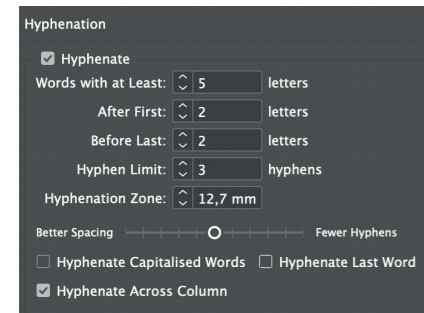 Hyphenation
Hyphenate
Words with at Least: 5 letters
After First: 2 letters
Before Last: 2 letters
Hyphen Limit: 3 hyphens
Hyphenation Zone: 12,7 mm
Better Spacing Fewer Hyphens
Hyphenate Capitalised Words Hyphenate Last Word
Hyphenate Across Column